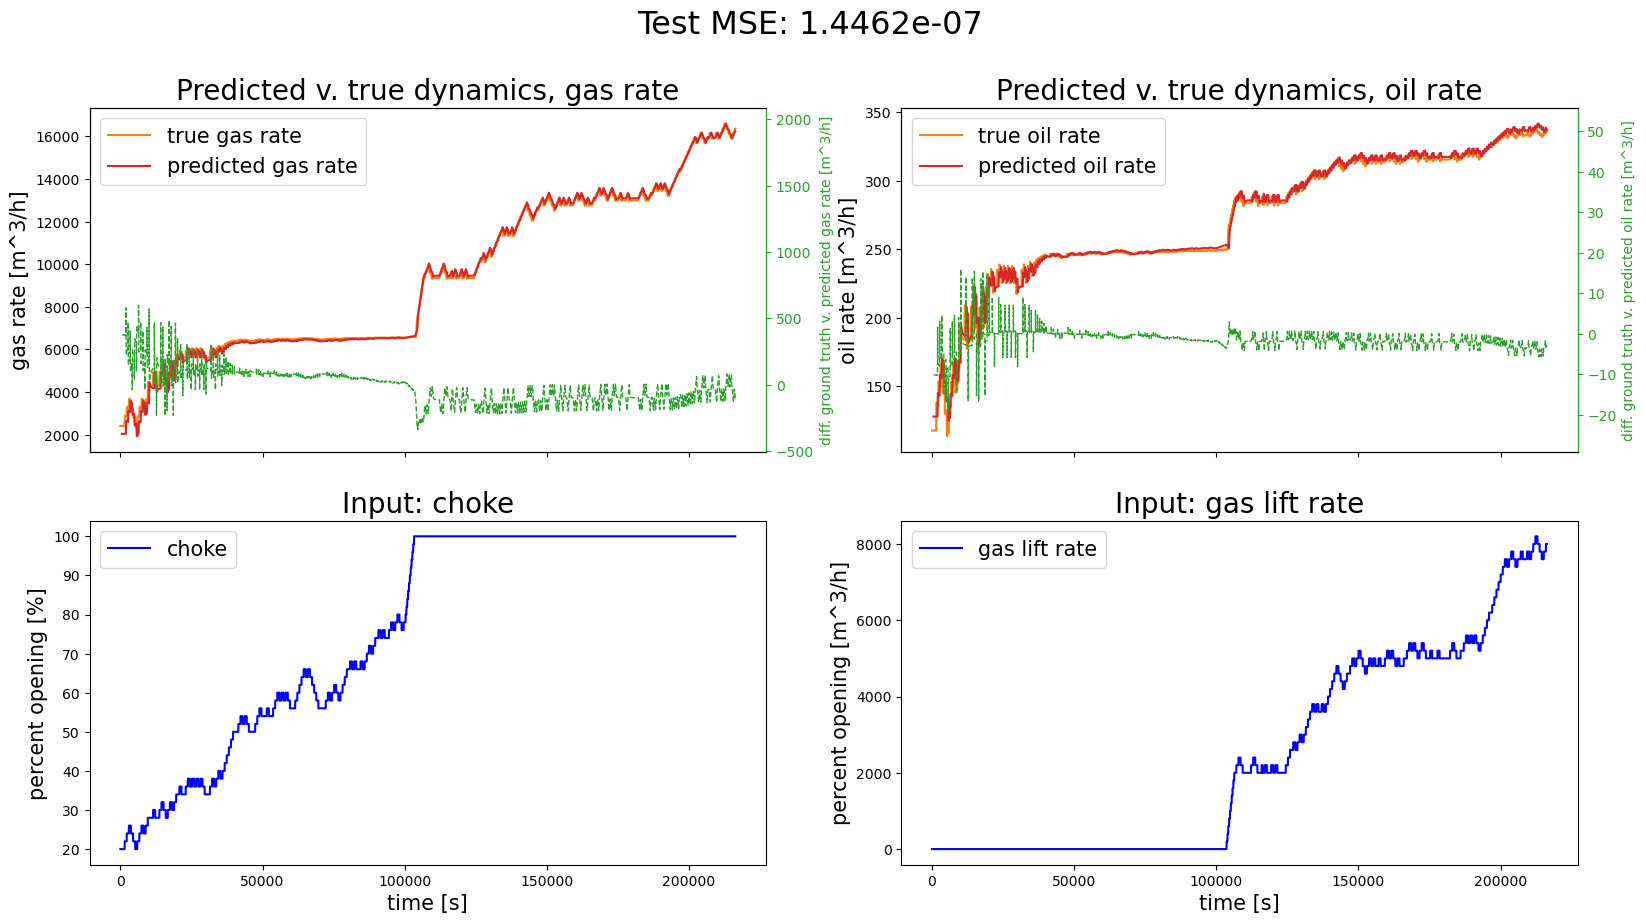 Test MSE: 1.4462e-07
Predicted v. true dynamics, gas rate
true gas rate
predicted gas rate
gas rate [m^3/h]
16000
14000
12000
10000
8000
6000
4000
2000
2000
1500
1000
500
0
−500
diff. ground truth v. predicted gas rate [m^3/h]
Predicted v. true dynamics, oil rate
true oil rate
predicted oil rate
oil rate [m^3/h]
350
300
250
200
150
50
40
30
20
10
0
−10
−20
diff. ground truth v. predicted oil rate [m^3/h]
Input: choke
choke
percent opening [%]
100
90
80
70
60
50
40
30
20
0
50000
100000
150000
200000
time [s]
Input: gas lift rate
gas lift rate
percent opening [m^3/h]
8000
6000
4000
2000
0
0
50000
100000
150000
200000
time [s]